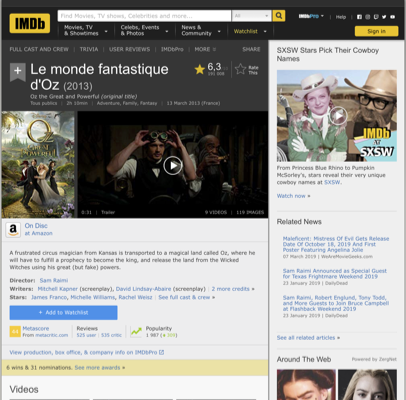 IMDb
Find Movies, TV shows, Celebrities and more...
All
IMDbPro
Help
Movies, TV & Showtimes
Celebs, Events & Photos
News & Community
Watchlist
Sign in
FULL CAST AND CREW | TRIVIA | USER REVIEWS | IMDbPro | MORE
SHARE
Le monde fantastique
d'Oz (2013)
6,3
Rate This
Oz the Great and Powerful (original title)
Tous publics | 2h 10min | Adventure, Family, Fantasy | 13 March 2013 (France)
0:31 | Trailer
9 VIDEOS | 119 IMAGES
On Disc
at Amazon
A frustrated circus magician from Kansas is transported to a magical land called Oz, where he
will have to fulfill a prophecy to become the king, and release the land from the Wicked
Witches using his great (but fake) powers.
Director: Sam Raimi
Writers: Mitchell Kapner (screenplay), David Lindsay-Abaire (screenplay) | 2 more credits »
Stars: James Franco, Michelle Williams, Rachel Weisz | See full cast & crew »
+ Add to Watchlist
Metascore
From metacritic.com
Reviews
525 user | 535 critic
Popularity
View production, box office, & company info on IMDbPro
6 wins & 31 nominations. See more awards »
Videos
SXSW Stars Pick Their Cowboy
Names
IMDb
at
SXSW
From Princess Blue Rhino to Pumpkin
McSorley's, stars reveal their very
unique cowboy names at SXSW.
Watch now »
Related News
Maleficent: Mistress Of Evil Gets Release
Date Of October 18, 2019 And First
Poster Featuring Angelina Jolie
07 March 2019 | WeAreMovieGeeks.com
Sam Raimi Announced as Special Guest
for Texas Frightmare Weekend 2019
23 January 2019 | DailyDead
Sam Raimi, Robert Englund, Tony Todd,
and More Guests to Join Bruce Campbell
at Flashback Weekend 2019
23 January 2019 | DailyDead
See all related articles »
Around The Web
Powered by ZergNet